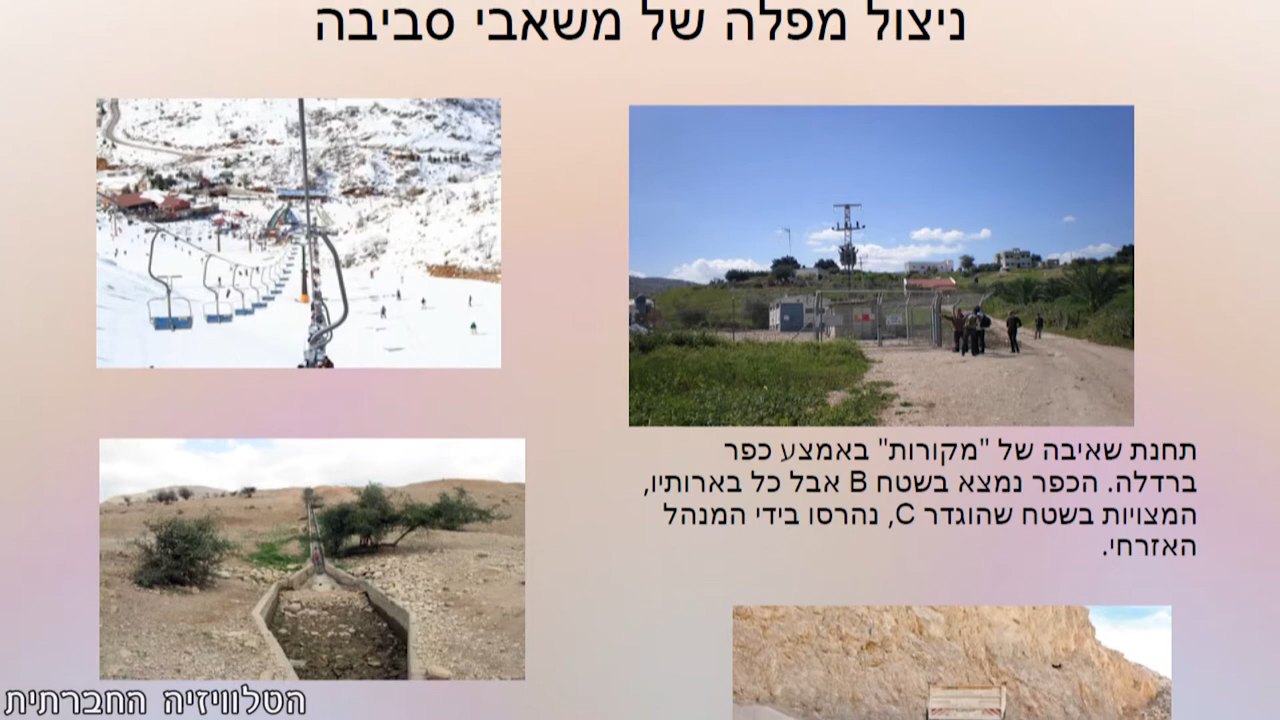 ניצול מפלה של משאבי סביבה
תחנת שאיבה של "מקורות" באמצע כפר
ברדלה. הכפר נמצא בשטח B אבל כל בארותיו,
המצויות בשטח שהוגדר C, נהרסו בידי המנהל
האזרחי.
הטלוויזיה החברתית